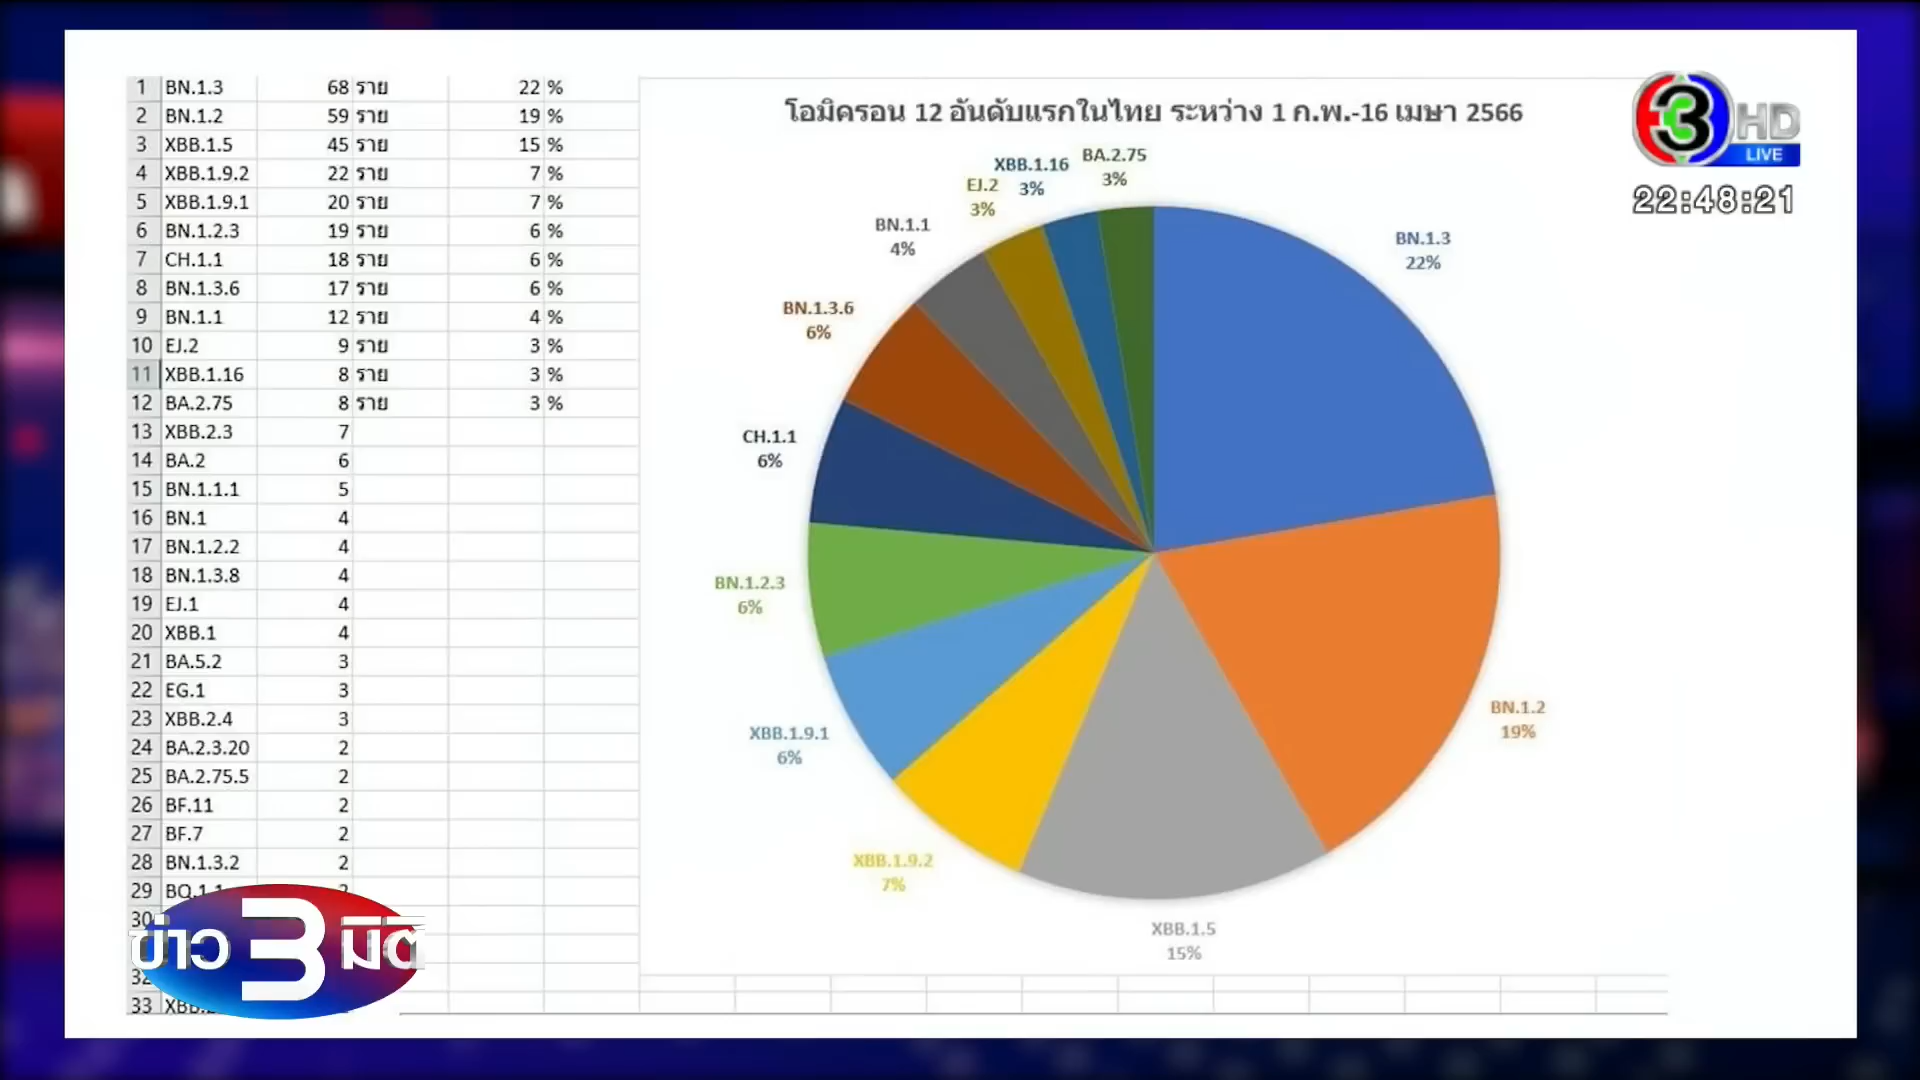 1 BN.1.3 68 ราย 22 %
2 BN.1.2 59 ราย 19 %
3 XBB.1.5 45 ราย 15 %
4 XBB.1.9.2 22 ราย 7 %
5 XBB.1.9.1 20 ราย 7 %
6 BN.1.2.3 19 ราย 6 %
7 CH.1.1 18 ราย 6 %
8 BN.1.3.6 17 ราย 6 %
9 BN.1.1 12 ราย 4 %
10 EJ.2 9 ราย 3 %
11 XBB.1.16 8 ราย 3 %
12 BA.2.75 8 ราย 3 %
13 XBB.2.3 7
14 BA.2 6
15 BN.1.1.1 5
16 BN.1 4
17 BN.1.2.2 4
18 BN.1.3.8 4
19 EJ.1 4
20 XBB.1 4
21 BA.5.2 3
22 EG.1 3
23 XBB.2.4 3
24 BA.2.3.20 2
25 BA.2.75.5 2
26 BF.11 2
27 BF.7 2
28 BN.1.3.2 2
29 BQ.1.1 2
30
32
33
ข่าว 3 มิติ
โอมิครอน 12 อันดับแรกในไทย ระหว่าง 1 ก.พ.-16 เมษา 2566
BA.2.75
3%
XBB.1.16
3%
EJ.2
3%
BN.1.1
4%
BN.1.3
22%
BN.1.3.6
6%
CH.1.1
6%
BN.1.2.3
6%
BN.1.2
19%
XBB.1.9.1
6%
XBB.1.9.2
7%
XBB.1.5
15%
3 HD
LIVE
22:48:21